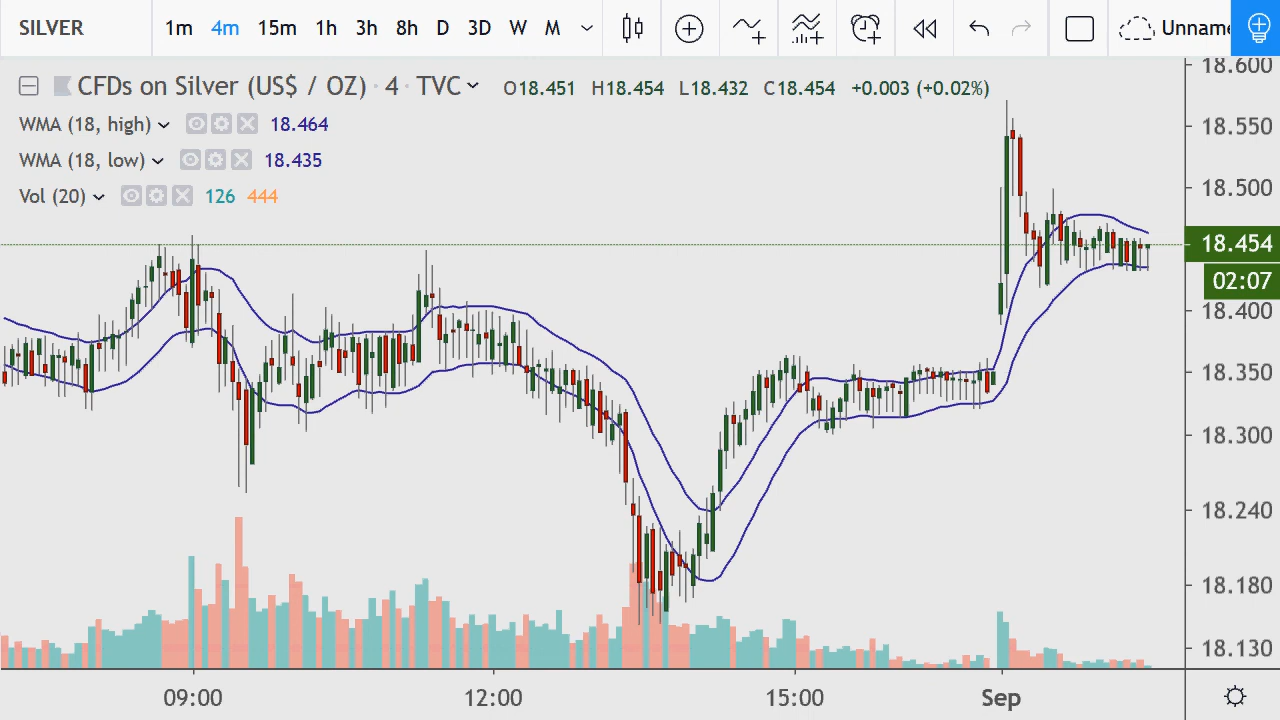 SILVER 1m 4m 15m 1h 3h 8h D 3D W M Unname
CFDs on Silver (US$ / OZ) · 4 · TVC O18.451 H18.454 L18.432 C18.454 +0.003 (+0.02%)
WMA (18, high) 18.464
WMA (18, low) 18.435
Vol (20) 126 444
18.600
18.550
18.500
18.454
02:07
18.400
18.350
18.300
18.240
18.180
18.130
09:00 12:00 15:00 Sep